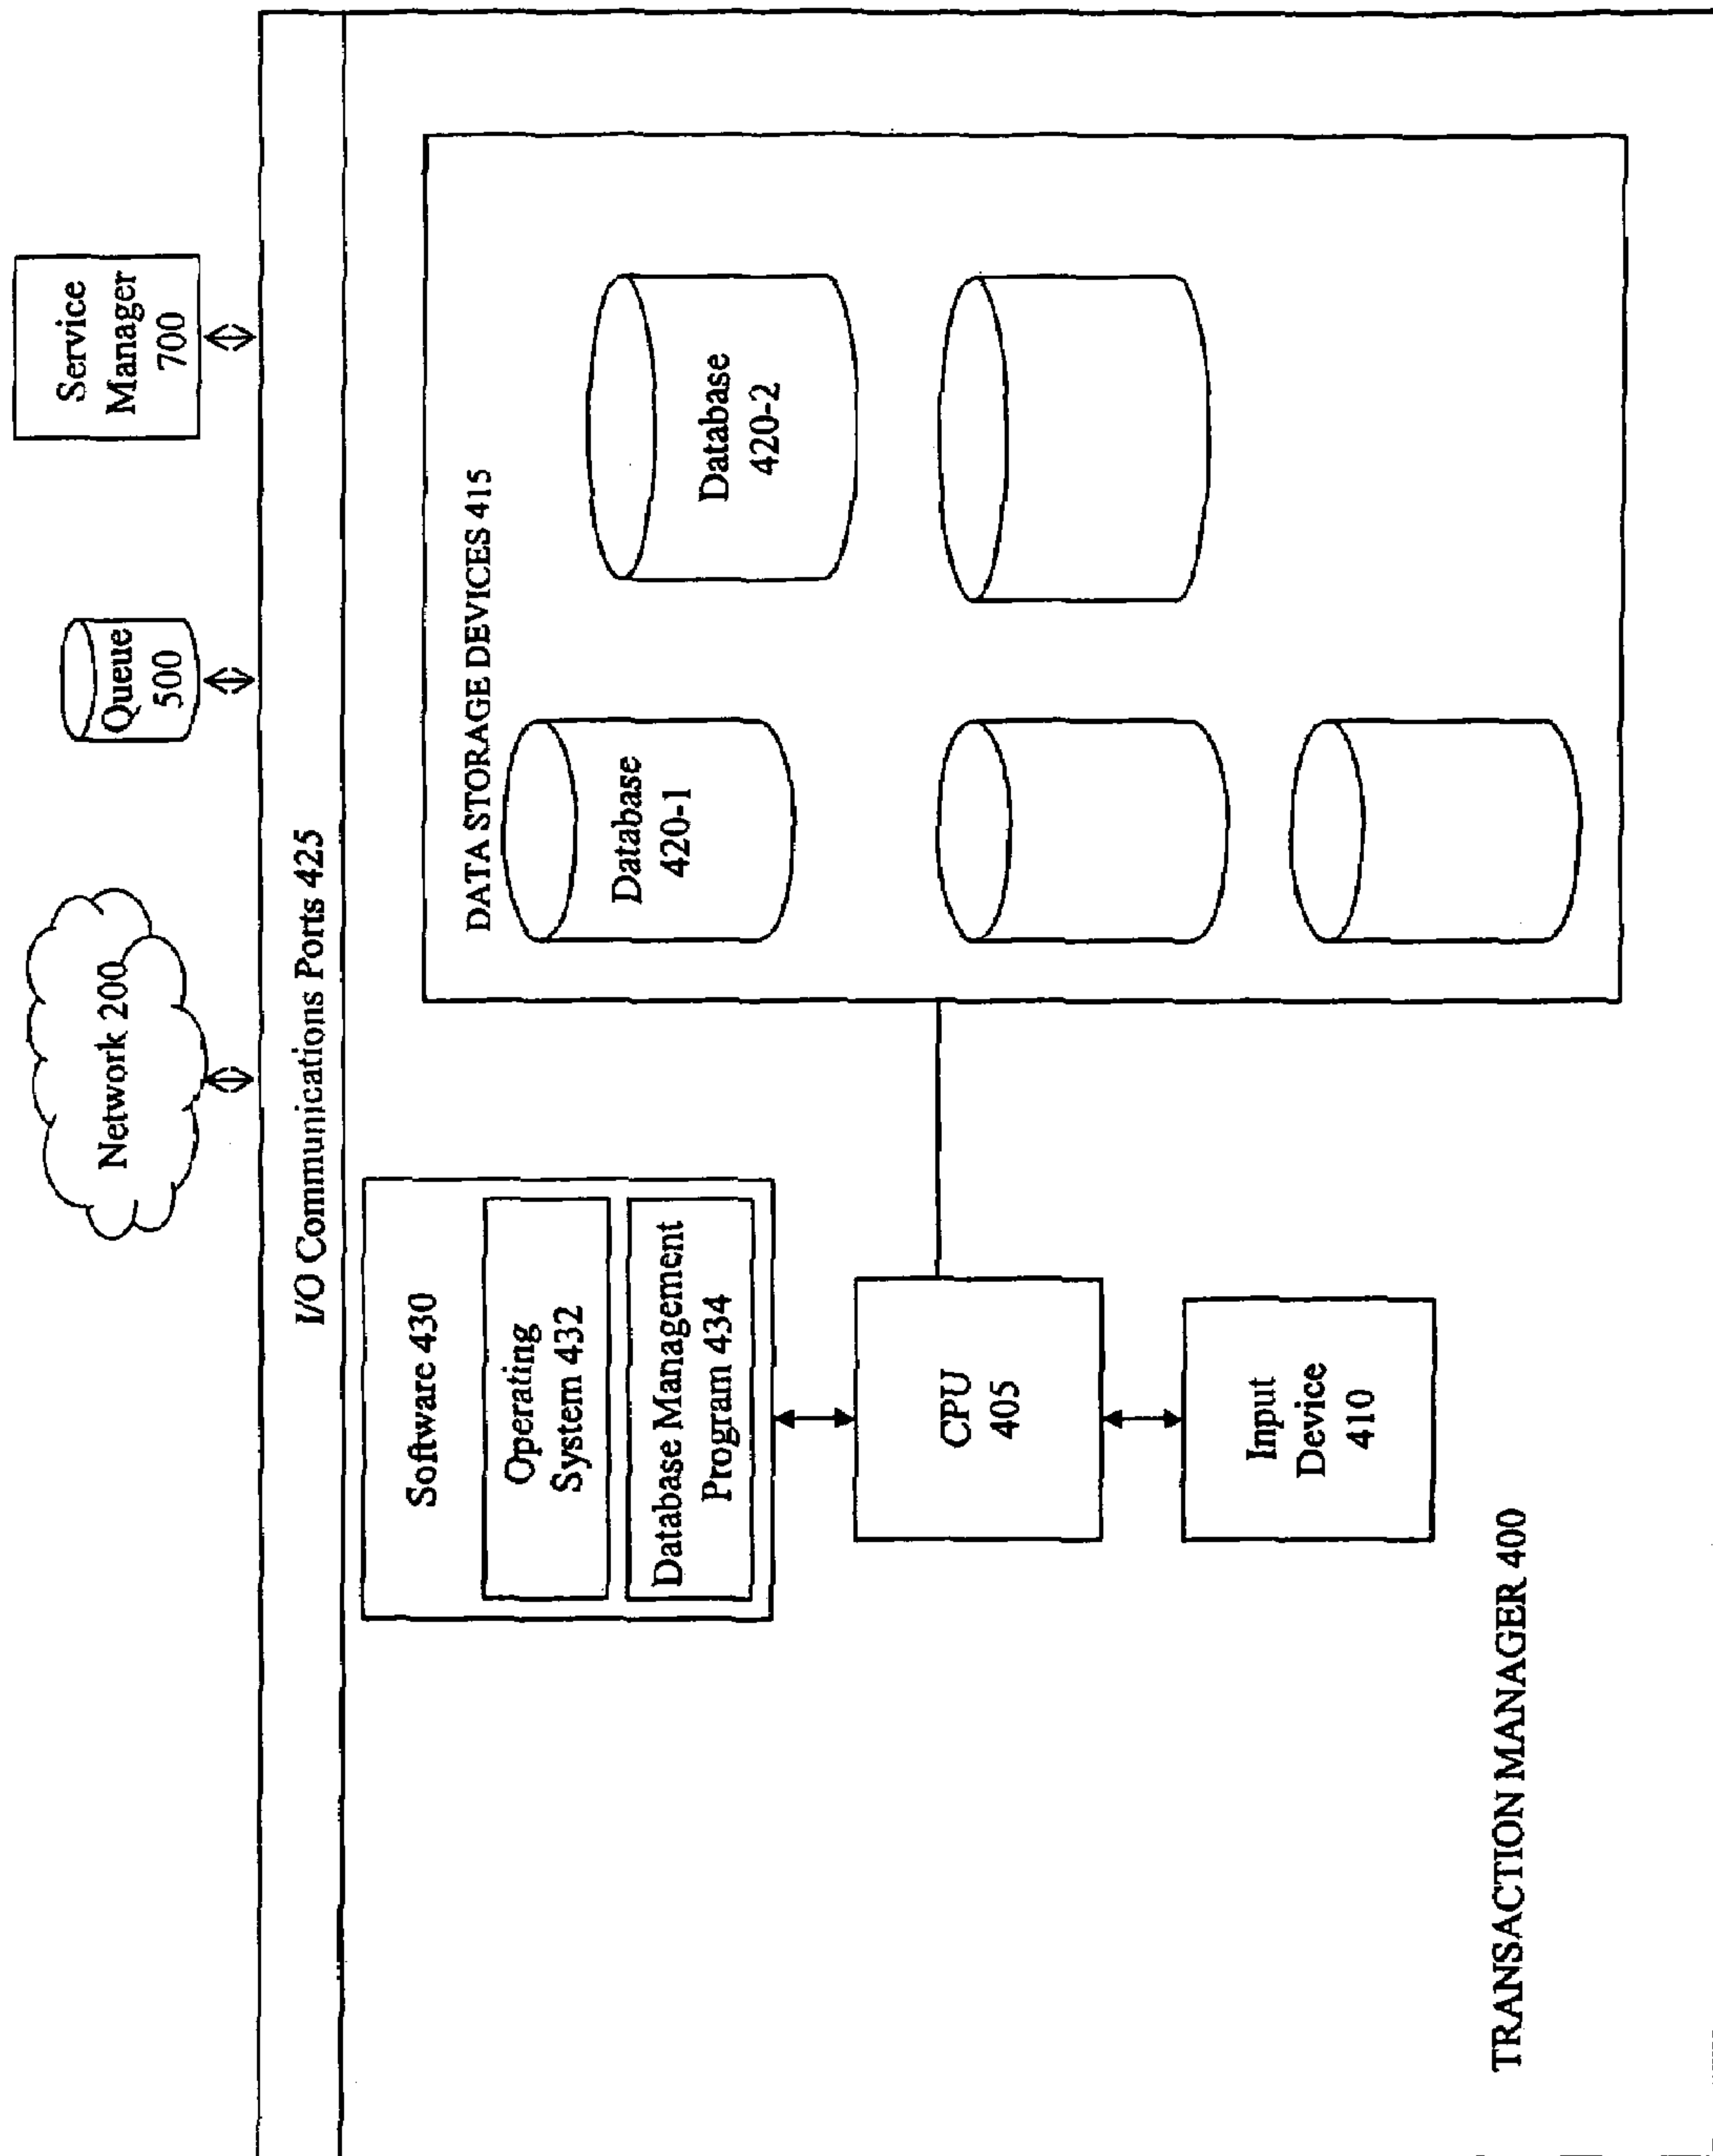 Network 200
Queue
500
Service
Manager
700
I/O Communications Ports 425
Software 430
Operating
System 432
Database Management
Program 434
CPU
405
Input
Device
410
DATA STORAGE DEVICES 415
Database
420-1
Database
420-2
TRANSACTION MANAGER 400